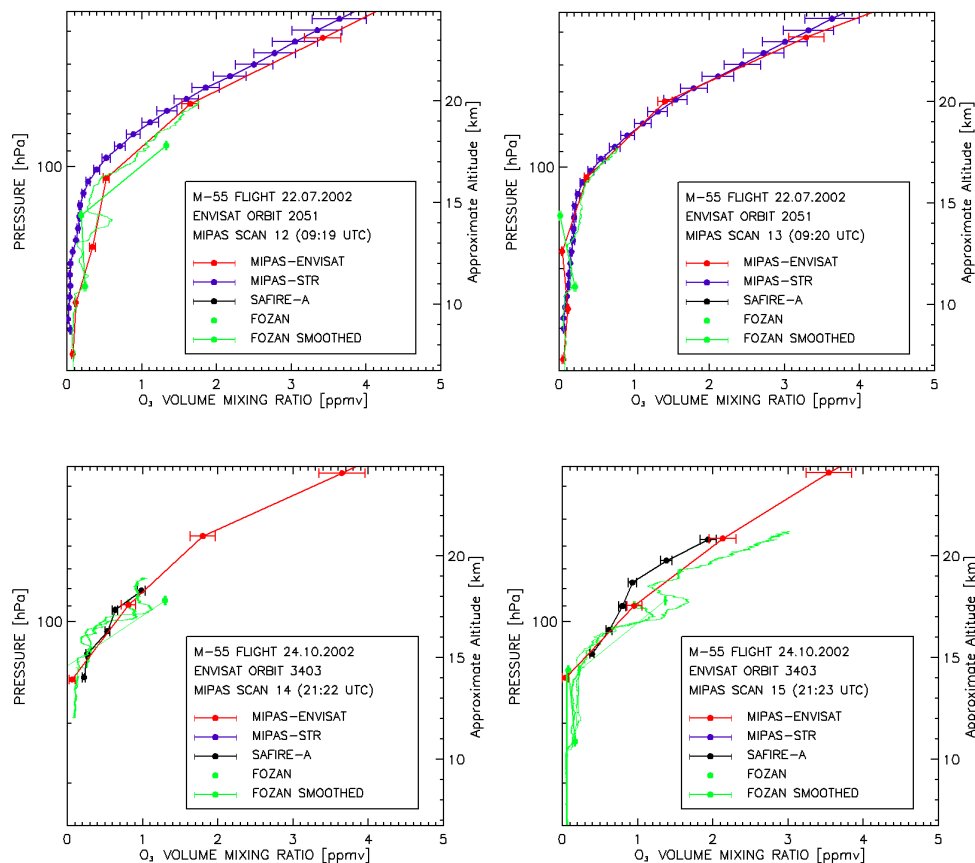 PRESSURE [hPa]
100
20
15
10
Approximate Altitude [km]
M-55 FLIGHT 22.07.2002
ENVISAT ORBIT 2051
MIPAS SCAN 12 (09:19 UTC)
MIPAS-ENVISAT
MIPAS-STR
SAFIRE-A
FOZAN
FOZAN SMOOTHED
0 1 2 3 4 5
O₃ VOLUME MIXING RATIO [ppmv]
PRESSURE [hPa]
100
20
15
10
Approximate Altitude [km]
M-55 FLIGHT 22.07.2002
ENVISAT ORBIT 2051
MIPAS SCAN 13 (09:20 UTC)
MIPAS-ENVISAT
MIPAS-STR
SAFIRE-A
FOZAN
FOZAN SMOOTHED
0 1 2 3 4 5
O₃ VOLUME MIXING RATIO [ppmv]
PRESSURE [hPa]
100
20
15
10
Approximate Altitude [km]
M-55 FLIGHT 24.10.2002
ENVISAT ORBIT 3403
MIPAS SCAN 14 (21:22 UTC)
MIPAS-ENVISAT
MIPAS-STR
SAFIRE-A
FOZAN
FOZAN SMOOTHED
0 1 2 3 4 5
O₃ VOLUME MIXING RATIO [ppmv]
PRESSURE [hPa]
100
20
15
10
Approximate Altitude [km]
M-55 FLIGHT 24.10.2002
ENVISAT ORBIT 3403
MIPAS SCAN 15 (21:23 UTC)
MIPAS-ENVISAT
MIPAS-STR
SAFIRE-A
FOZAN
FOZAN SMOOTHED
0 1 2 3 4 5
O₃ VOLUME MIXING RATIO [ppmv]